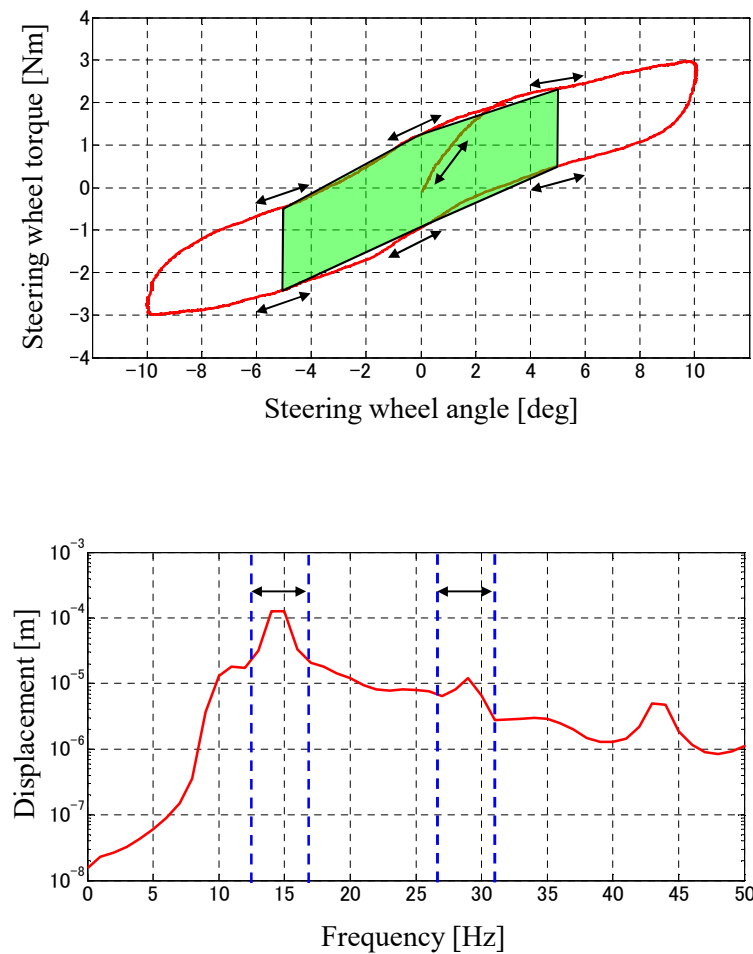 Steering wheel torque [Nm]
4
3
2
1
0
−1
−2
−3
−4
−10 −8 −6 −4 −2 0 2 4 6 8 10
Steering wheel angle [deg]
Displacement [m]
10⁻³
10⁻⁴
10⁻⁵
10⁻⁶
10⁻⁷
10⁻⁸
0 5 10 15 20 25 30 35 40 45 50
Frequency [Hz]